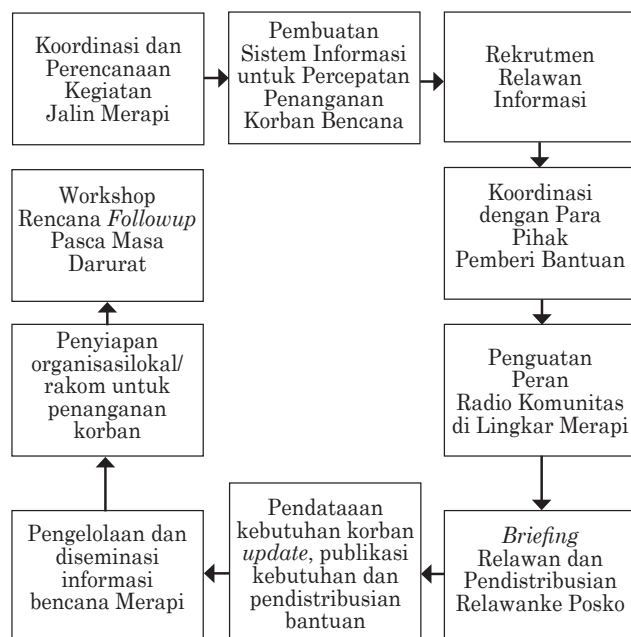 Koordinasi dan
Perencanaan
Kegiatan
Jalin Merapi
Pembuatan
Sistem Informasi
untuk Percepatan
Penanganan
Korban Bencana
Rekrutmen
Relawan
Informasi
Koordinasi
dengan Para
Pihak
Pemberi Bantuan
Penguatan
Peran
Radio Komunitas
di Lingkar Merapi
Briefing
Relawan dan
Pendistribusian
Relawanke Posko
Pendataaan
kebutuhan korban
update, publikasi
kebutuhan dan
pendistribusian
bantuan
Pengelolaan dan
diseminasi
informasi
bencana Merapi
Penyiapan
organisasilokal/
rakom untuk
penanganan
korban
Workshop
Rencana Followup
Pasca Masa
Darurat